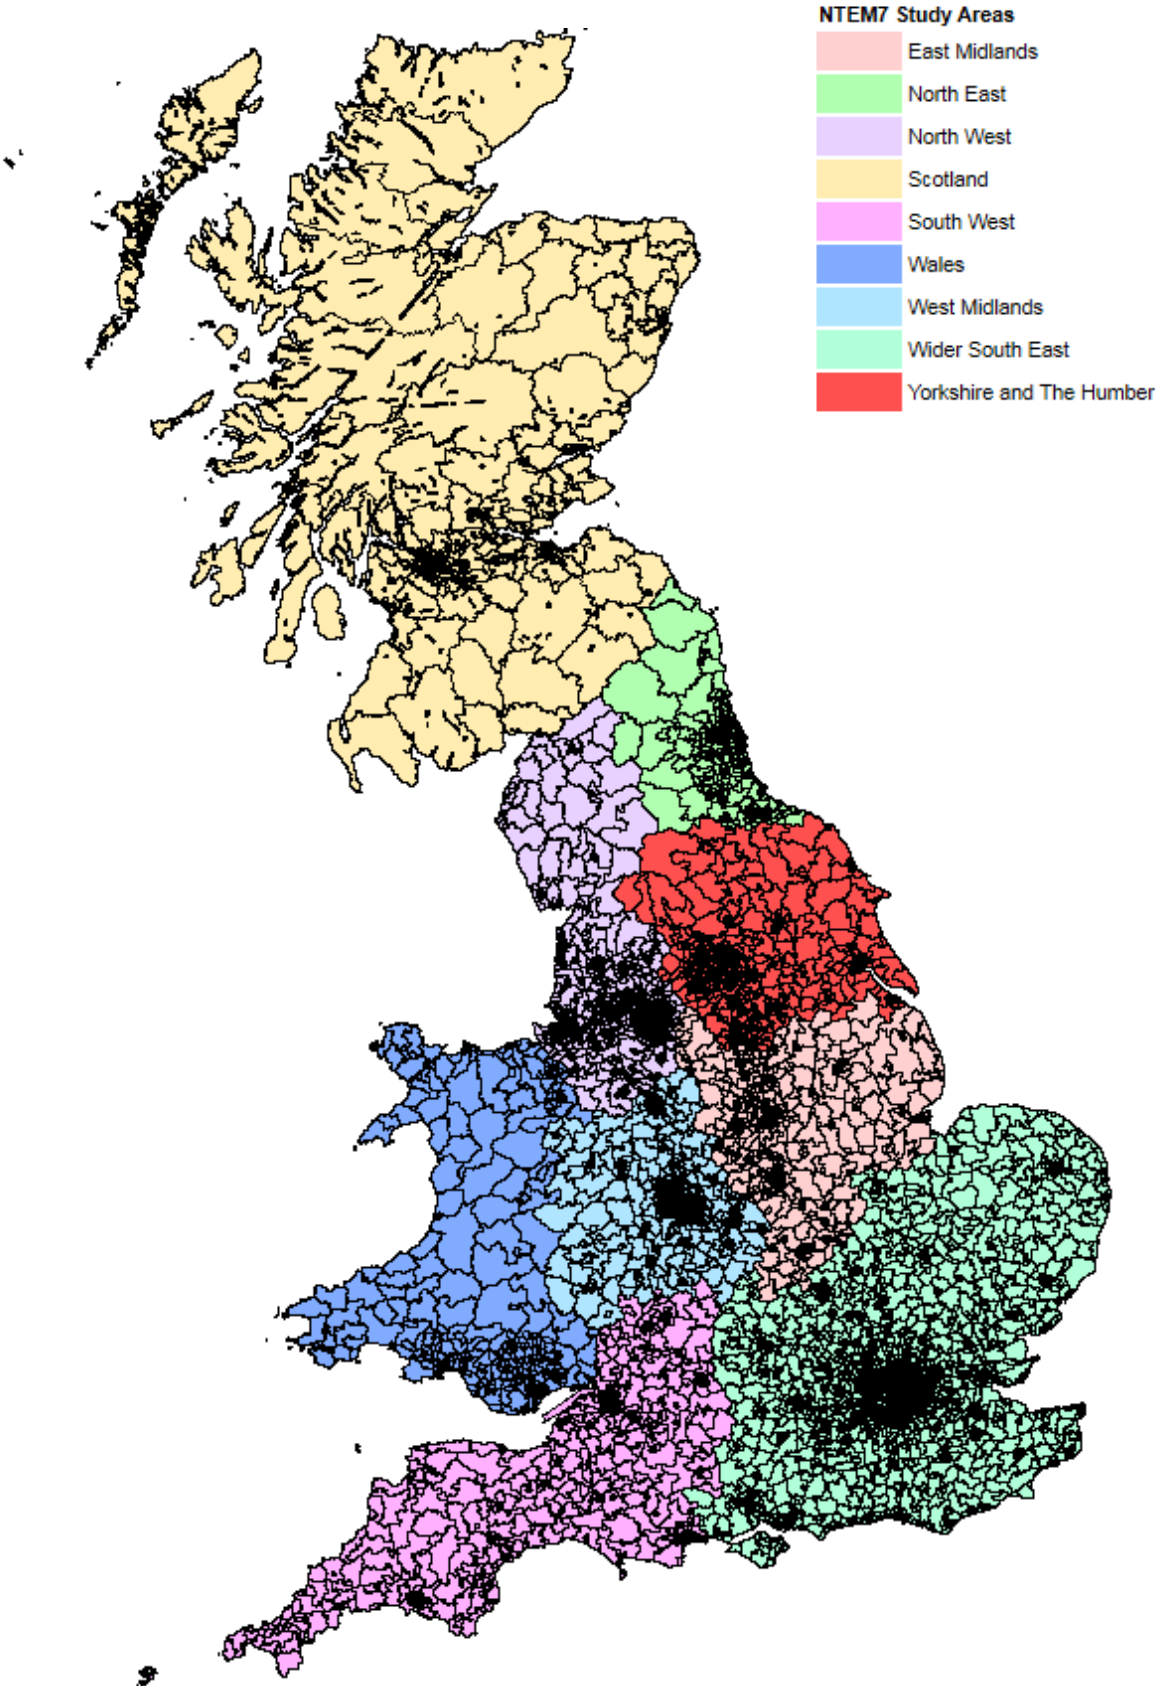 NTEM7 Study Areas
East Midlands
North East
North West
Scotland
South West
Wales
West Midlands
Wider South East
Yorkshire and The Humber